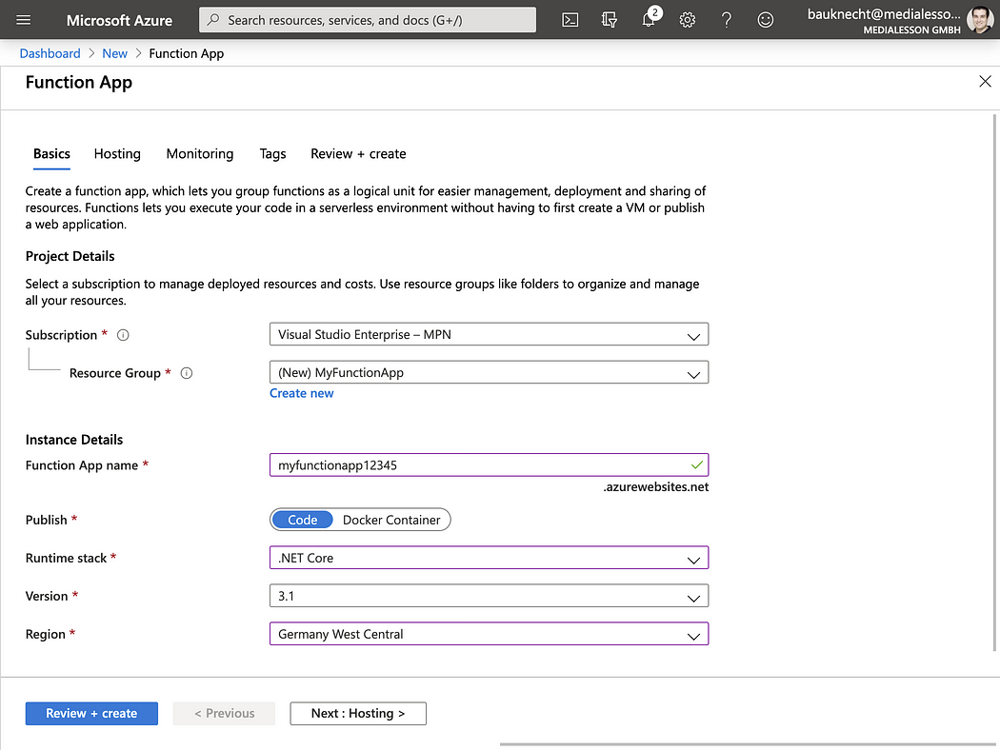 Microsoft Azure
Search resources, services, and docs (G+/)
2
bauknecht@medialesso...
MEDIALESSON GMBH
Dashboard > New > Function App
Function App
Basics Hosting Monitoring Tags Review + create
Create a function app, which lets you group functions as a logical unit for easier management, deployment and sharing of
resources. Functions lets you execute your code in a serverless environment without having to first create a VM or publish
a web application.
Project Details
Select a subscription to manage deployed resources and costs. Use resource groups like folders to organize and manage
all your resources.
Subscription * Visual Studio Enterprise – MPN
Resource Group * (New) MyFunctionApp
Create new
Instance Details
Function App name * myfunctionapp12345
.azurewebsites.net
Publish * Code Docker Container
Runtime stack * .NET Core
Version * 3.1
Region * Germany West Central
Review + create < Previous Next : Hosting >